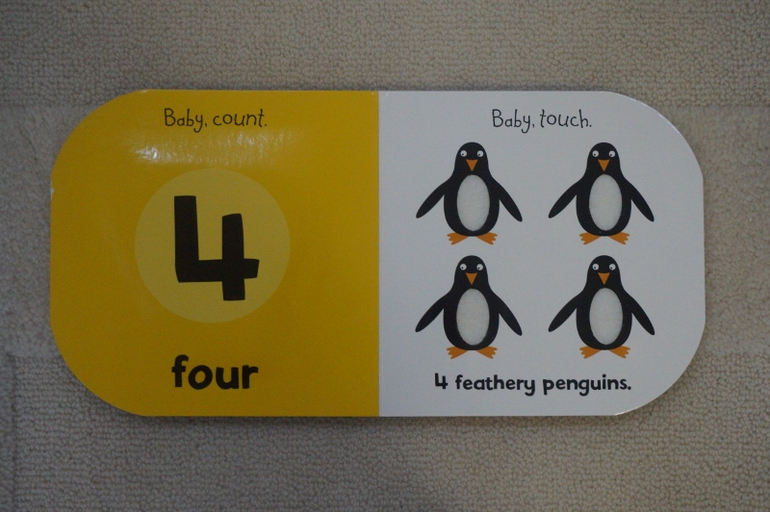 Baby, count.
4
four
Baby, touch.
4 feathery penguins.